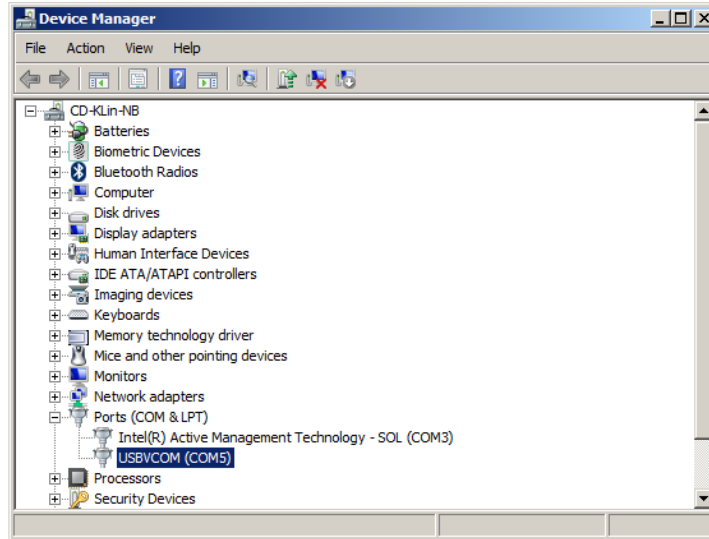 Device Manager
File Action View Help
CD-KLin-NB
Batteries
Biometric Devices
Bluetooth Radios
Computer
Disk drives
Display adapters
Human Interface Devices
IDE ATA/ATAPI controllers
Imaging devices
Keyboards
Memory technology driver
Mice and other pointing devices
Monitors
Network adapters
Ports (COM & LPT)
Intel(R) Active Management Technology - SOL (COM3)
USBVCOM (COM5)
Processors
Security Devices